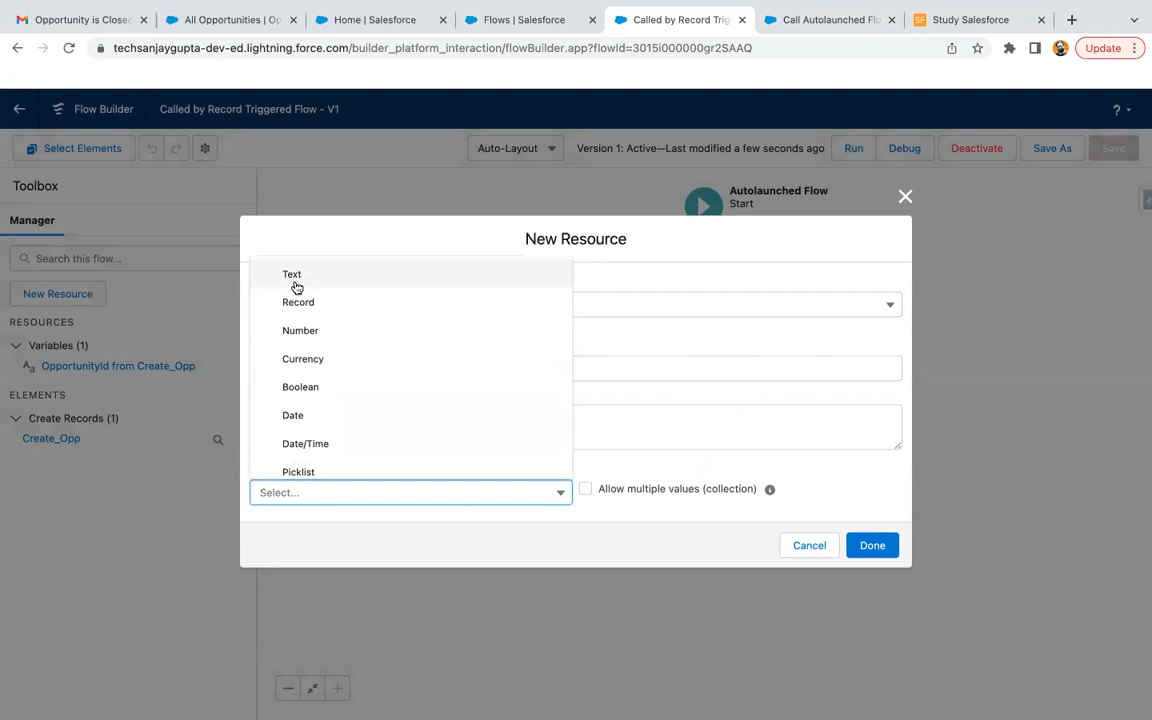 Opportunity is Closed
All Opportunities | Op
Home | Salesforce
Flows | Salesforce
Called by Record Trig
Call Autolaunched Flo
Study Salesforce
techsanjaygupta-dev-ed.lightning.force.com/builder_platform_interaction/flowBuilder.app?flowId=3015i000000gr2SAAQ
Update
Flow Builder
Called by Record Triggered Flow - V1
?
Select Elements
Auto-Layout
Version 1: Active—Last modified a few seconds ago
Run
Debug
Deactivate
Save As
Save
Toolbox
Manager
Search this flow...
New Resource
RESOURCES
Variables (1)
OpportunityId from Create_Opp
ELEMENTS
Create Records (1)
Create_Opp
Autolaunched Flow
Start
New Resource
Text
Record
Number
Currency
Boolean
Date
Date/Time
Picklist
Select...
Allow multiple values (collection)
Cancel
Done